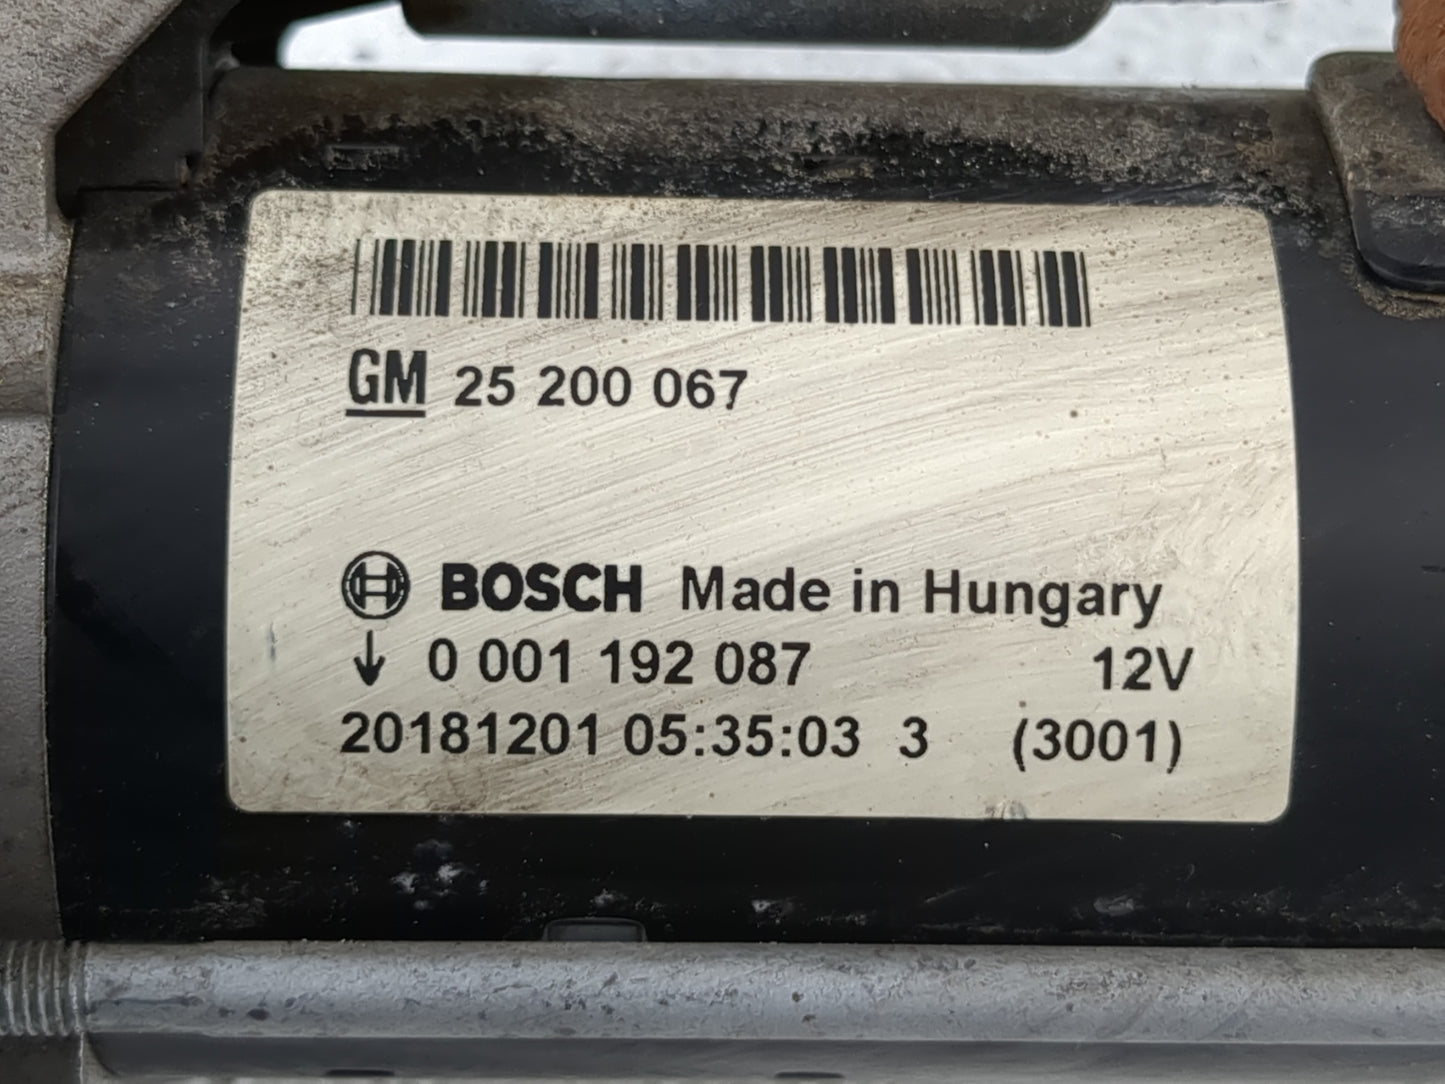 GM 25 200 067
BOSCH Made in Hungary
↓ 0 001 192 087 12V
20181201 05:35:03 3 (3001)